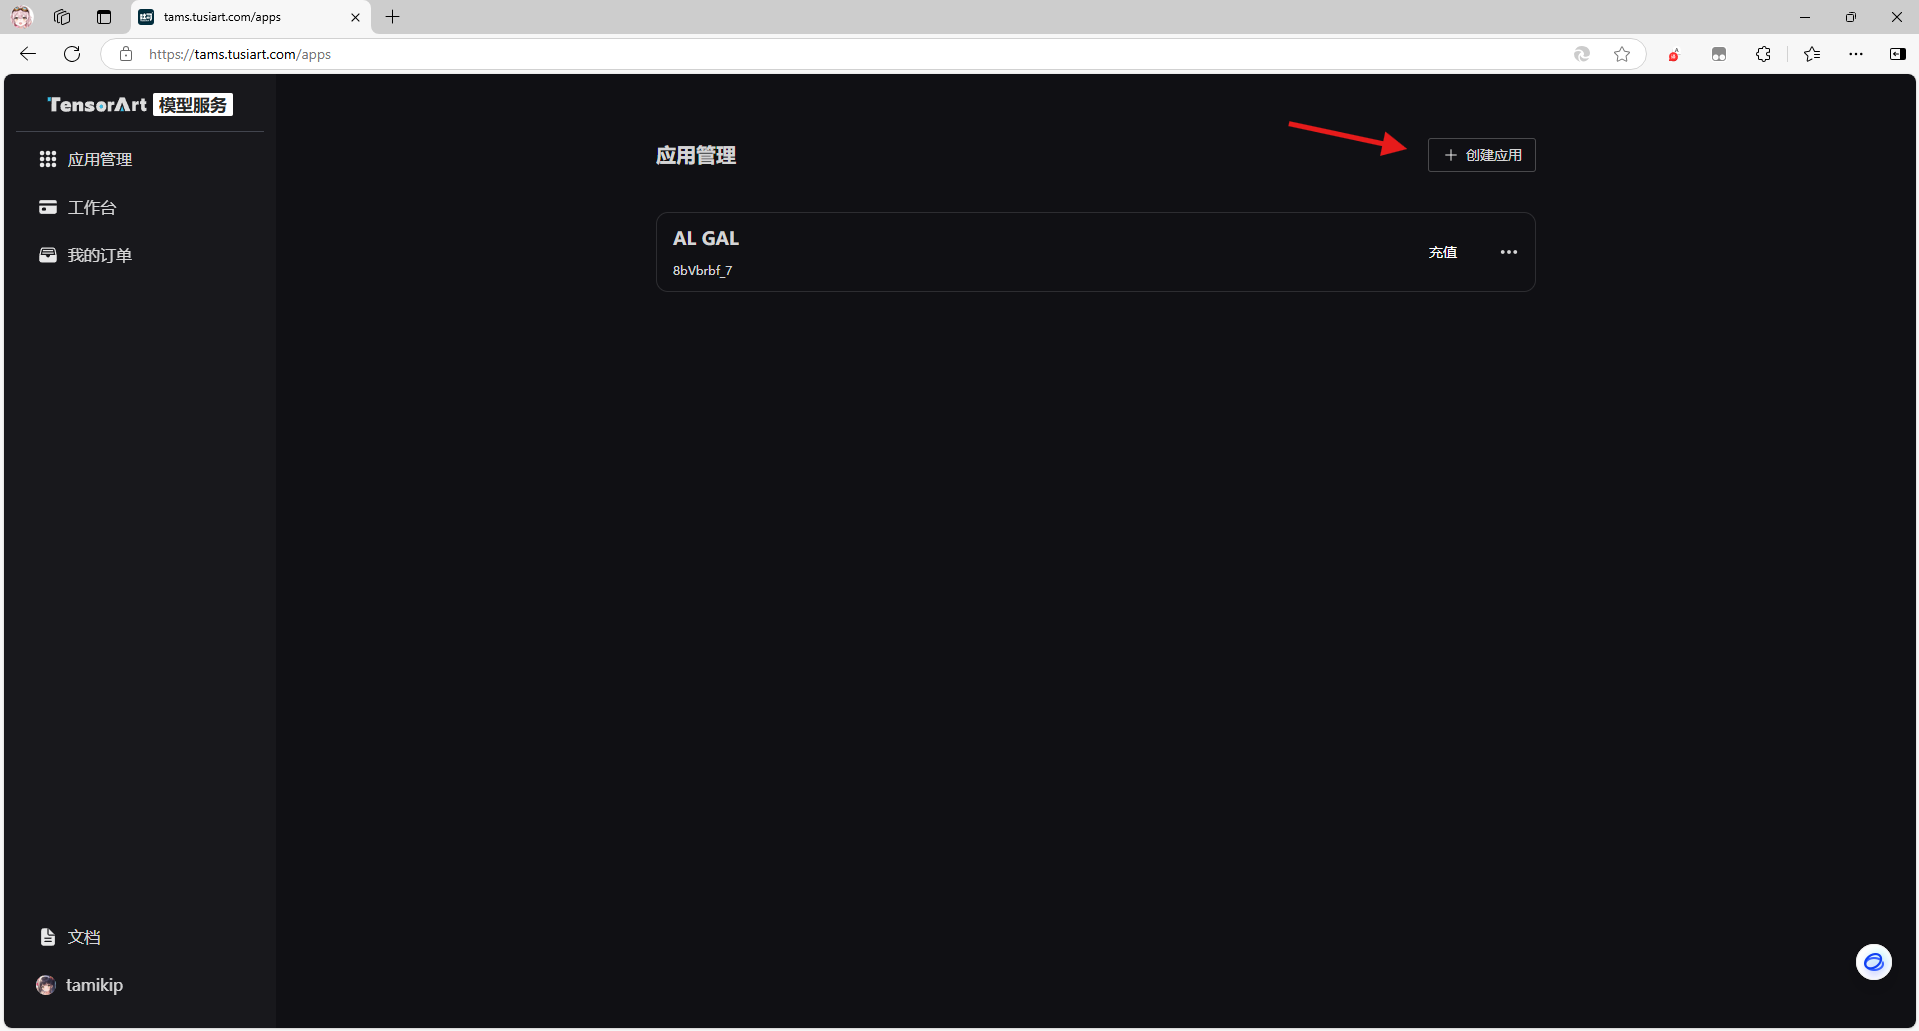 tams.tusiart.com/apps
https://tams.tusiart.com/apps
TensorArt 模型服务
应用管理
工作台
我的订单
应用管理
创建应用
AL GAL
8bVbrbf_7
充值
文档
tamikip